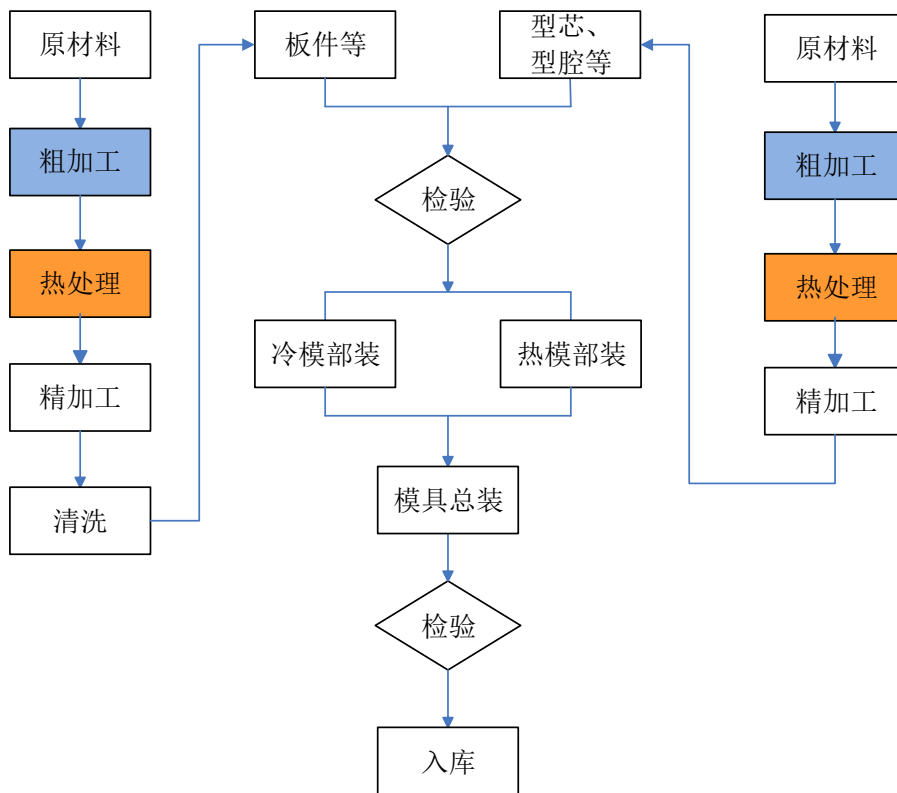 原材料
板件等
型芯、
型腔等
原材料
粗加工
粗加工
检验
热处理
热处理
冷模部装
热模部装
精加工
精加工
模具总装
清洗
检验
入库